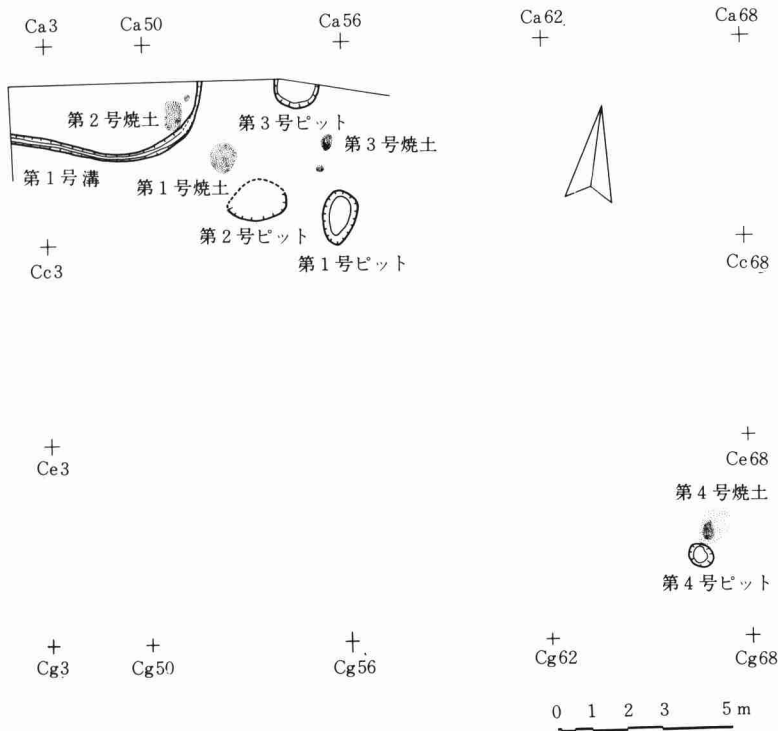 Ca3 Ca50 Ca56 Ca62 Ca68
第2号焼土
第3号ピット
第3号焼土
第1号溝
第1号焼土
第2号ピット
第1号ピット
Cc3 Cc68
Ce3 Ce68
第4号焼土
第4号ピット
Cg3 Cg50 Cg56 Cg62 Cg68
0 1 2 3 5m